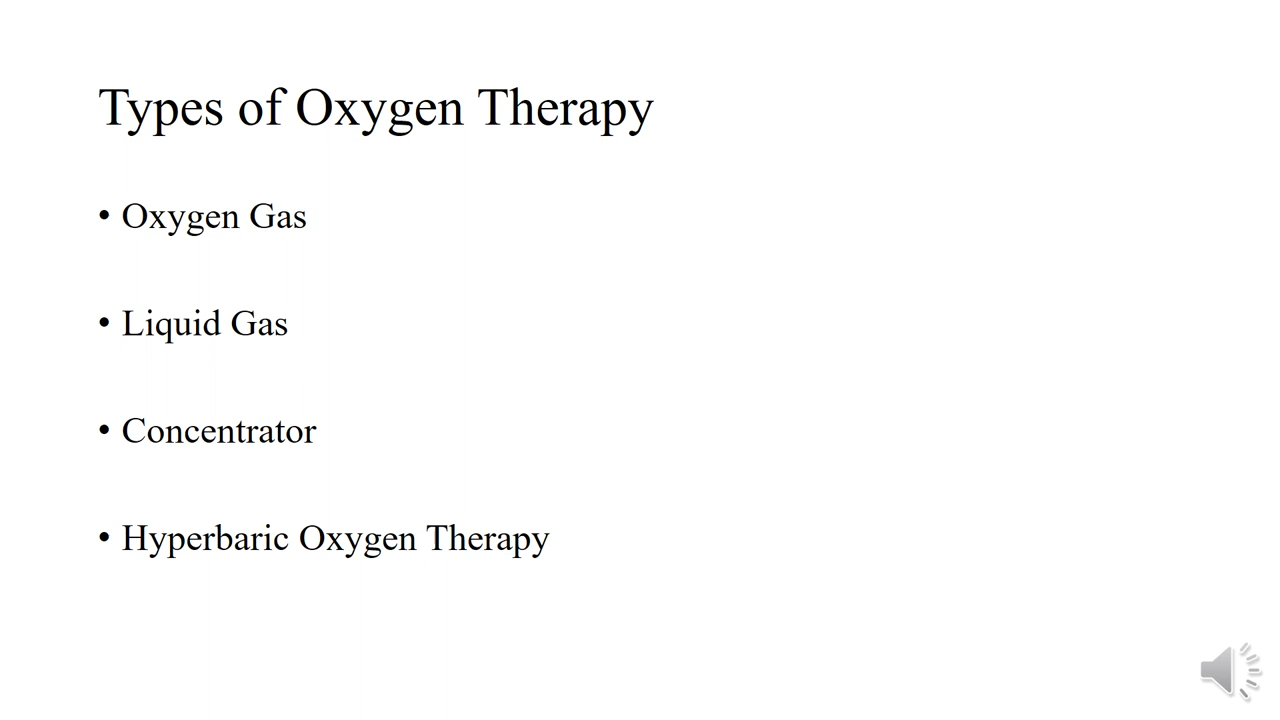 Types of Oxygen Therapy
• Oxygen Gas
• Liquid Gas
• Concentrator
• Hyperbaric Oxygen Therapy